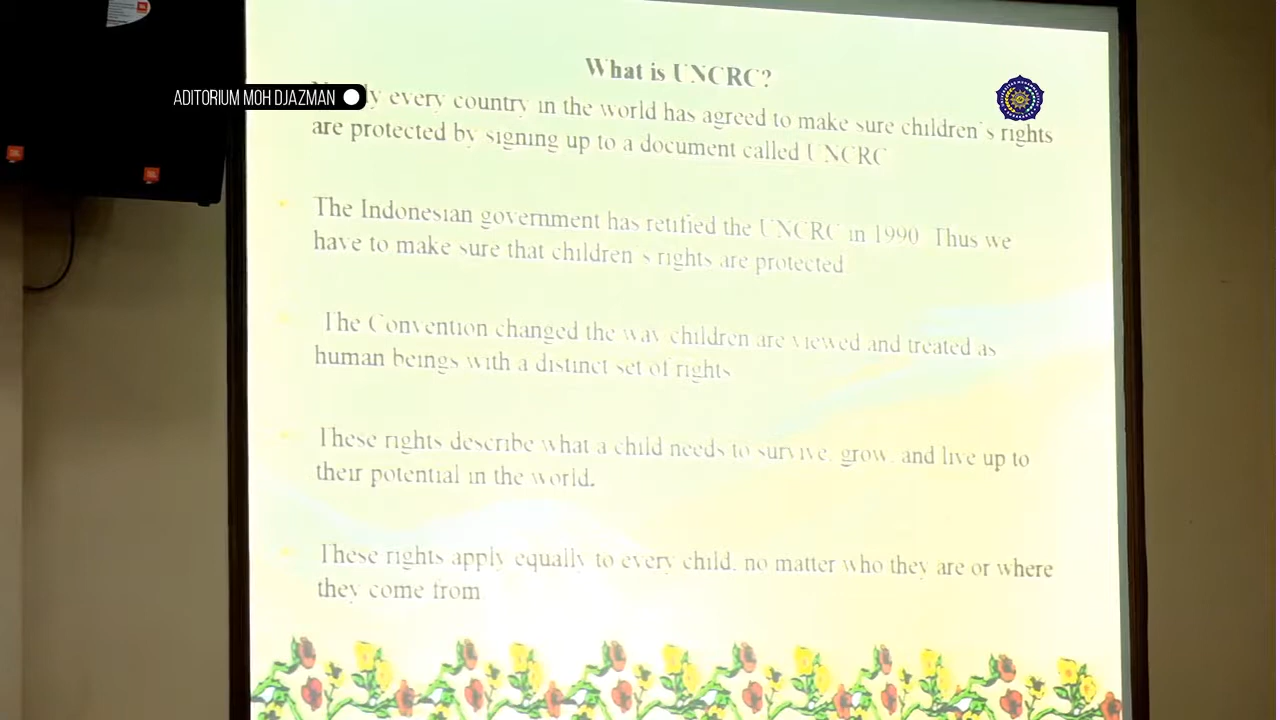 What is UNCRC?
ADITORIUM MOH DJAZMAN
every country in the world has agreed to make sure children's rights
are protected by signing up to a document called UNCRC
The Indonesian government has retified the UNCRC in 1990 Thus we
have to make sure that children's rights are protected
The Convention changed the way children are viewed and treated as
human beings with a distinct set of rights
These rights describe what a child needs to survive, grow, and live up to
their potential in the world.
These rights apply equally to every child, no matter who they are or where
they come from